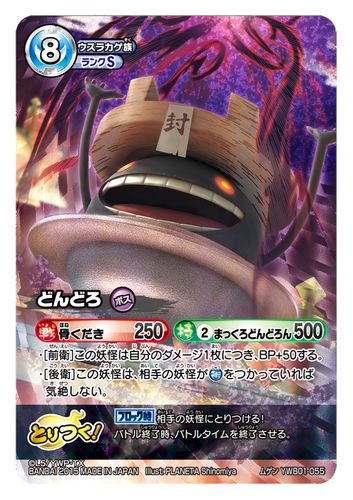 8
ウスラカゲ族
ランクS
封
どんどろ
ボス
骨くだき 250
2 まっくろどんどろん 500
・[前衛]この妖怪は自分のダメージ1枚につき、BP+50する。
・[後衛]この妖怪は、相手の妖怪が をつかっていれば
気絶しない。
とりつく!
ブロック時 相手の妖怪にとりつける!
バトル終了時、バトルタイムを終了させる。
©L5/YWP・TX
BANDAI 2015 MADE IN JAPAN Illust. PLANETA Shinomiya
ムゲン YWB01-055